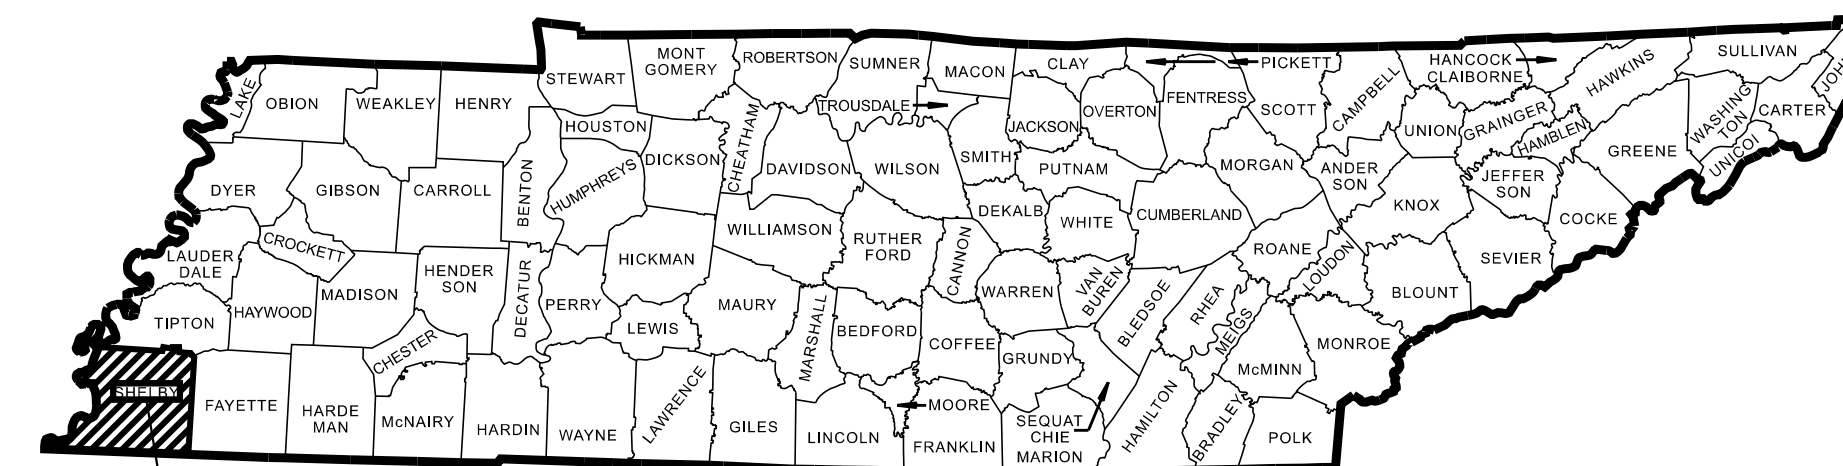 STEWART
MONT
GOMERY
ROBERTSON
SUMNER
MACON
CLAY
PICKETT
HANCOCK
CLAIBORNE
HAWKINS
SULLIVAN
LAKE
OBION
WEAKLEY
HENRY
HOUSTON
DICKSON
CHEATHAM
TROUSDALE
JACKSON
OVERTON
FENTRESS
SCOTT
CAMPBELL
UNION
GRAINGER
HAMBLEN
WASHING
TON
CARTER
UNICOI
GREENE
DYER
GIBSON
CARROLL
BENTON
HUMPHREYS
DAVIDSON
WILSON
SMITH
PUTNAM
MORGAN
ANDER
SON
KNOX
JEFFER
SON
COCKE
LAUDER
DALE
CROCKETT
HENDER
SON
DECATUR
PERRY
HICKMAN
WILLIAMSON
RUTHER
FORD
CANNON
DEKALB
WHITE
CUMBERLAND
ROANE
LOUDON
BLOUNT
SEVIER
TIPTON
HAYWOOD
MADISON
LEWIS
MAURY
MARSHALL
BEDFORD
COFFEE
WARREN
VAN
BUREN
BLEDSOE
RHEA
MEIGS
McMINN
MONROE
SHELBY
FAYETTE
HARDE
MAN
CHESTER
McNAIRY
HARDIN
WAYNE
LAWRENCE
GILES
LINCOLN
MOORE
FRANKLIN
GRUNDY
SEQUAT
CHIE
MARION
HAMILTON
BRADLEY
POLK